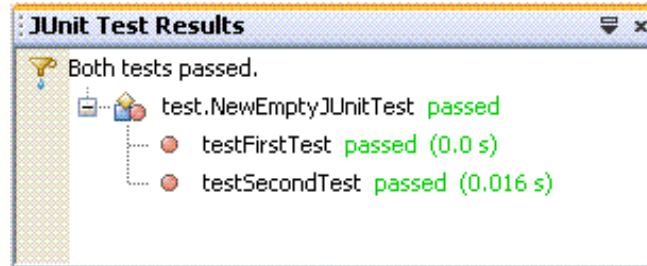 JUnit Test Results
Both tests passed.
test.NewEmptyJUnitTest passed
testFirstTest passed (0.0 s)
testSecondTest passed (0.016 s)